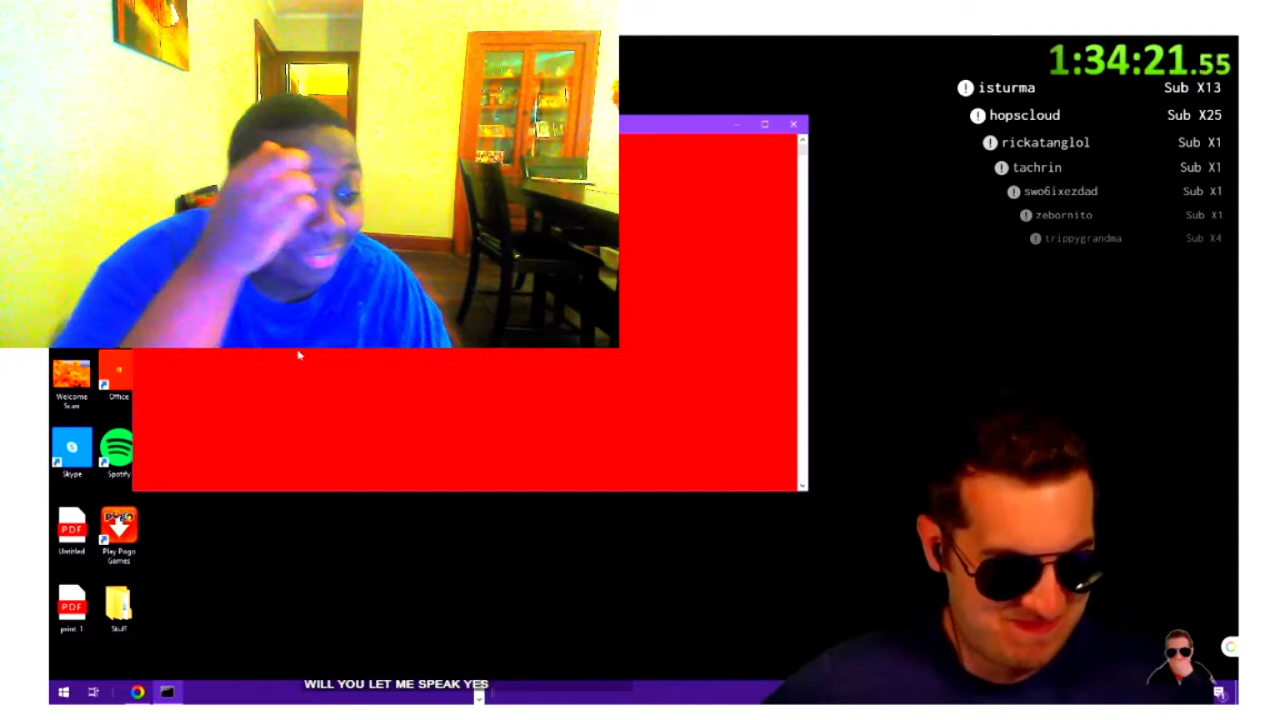 1:34:21.55
isturma Sub X13
hopscloud Sub X25
rickatanglol Sub X1
tachrin Sub X1
swo6ixezdad Sub X1
zebornito Sub X1
trippygrandma Sub X4
Welcome
Scan
Office
Skype
Spotify
PDF
Untitled
Play Pogo
Games
PDF
print 1
Stuff
WILL YOU LET ME SPEAK YES